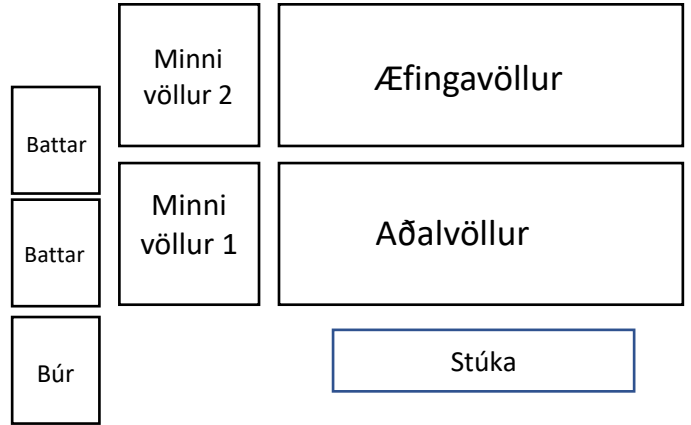 Minni
völlur 2
Æfingavöllur
Battar
Minni
völlur 1
Aðalvöllur
Battar
Búr
Stúka